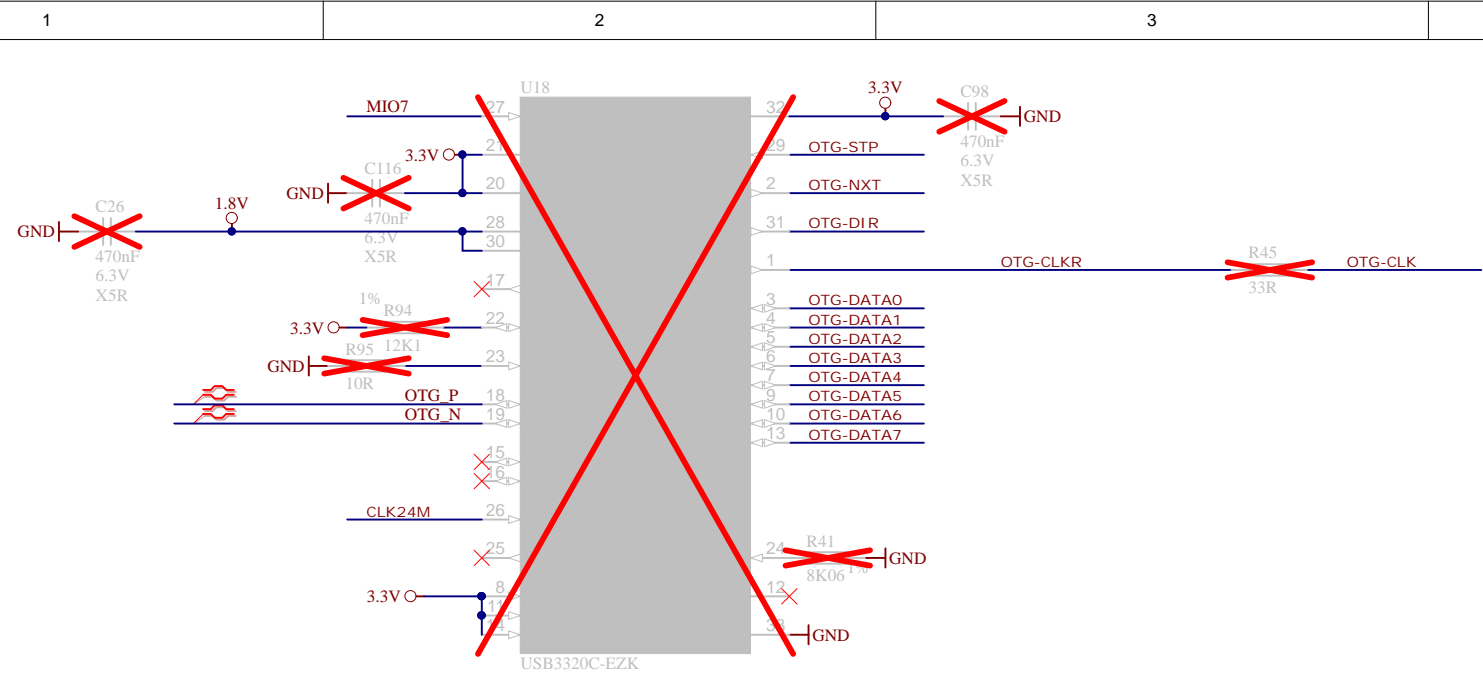 1 2 3
U18
27 32
MIO7
3.3V
C98
GND
470nF
6.3V
X5R
21 29
3.3V
OTG-STP
C116
GND
470nF
6.3V
X5R
20 2
OTG-NXT
C26
GND
1.8V
470nF
6.3V
X5R
28 31
OTG-DIR
30
1
OTG-CLKR
R45
OTG-CLK
33R
17
1%
R94
3.3V
12K1
22
R95
GND
10R
23
3 OTG-DATA0
4 OTG-DATA1
5 OTG-DATA2
6 OTG-DATA3
7 OTG-DATA4
9 OTG-DATA5
10 OTG-DATA6
13 OTG-DATA7
OTG_P 18
OTG_N 19
15
16
CLK24M 26
25
24
R41
GND
8K06
1%
3.3V
8 12
11
14 33
GND
USB3320C-EZK